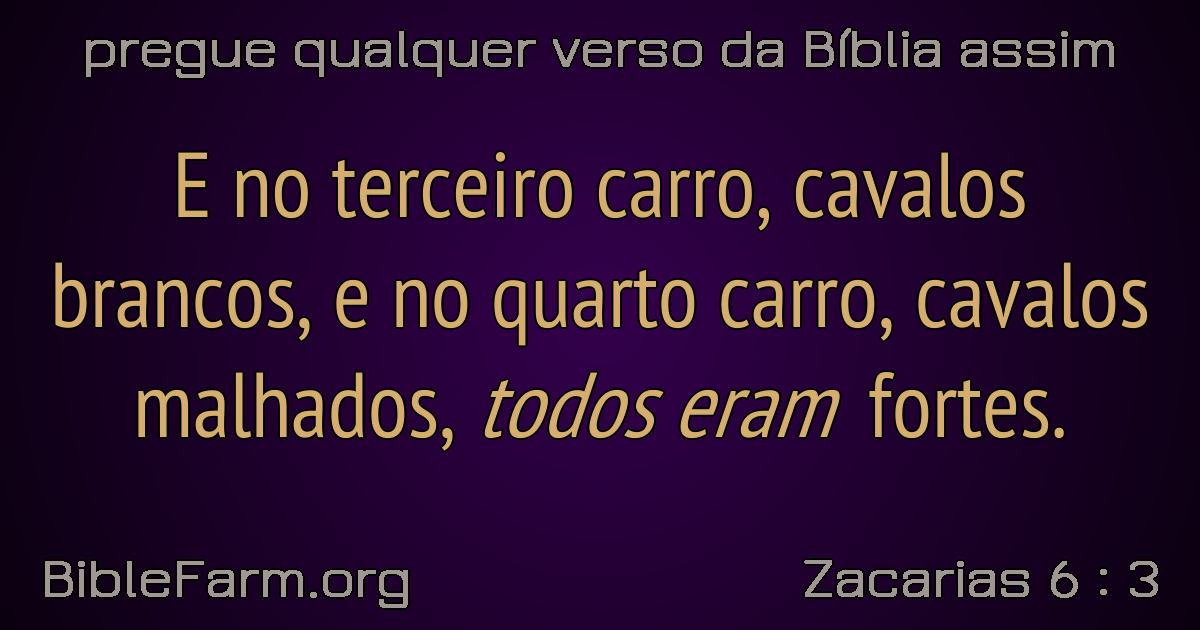 pregue qualquer verso da Bíblia assim
E no terceiro carro, cavalos
brancos, e no quarto carro, cavalos
malhados, todos eram fortes.
BibleFarm.org
Zacarias 6 : 3